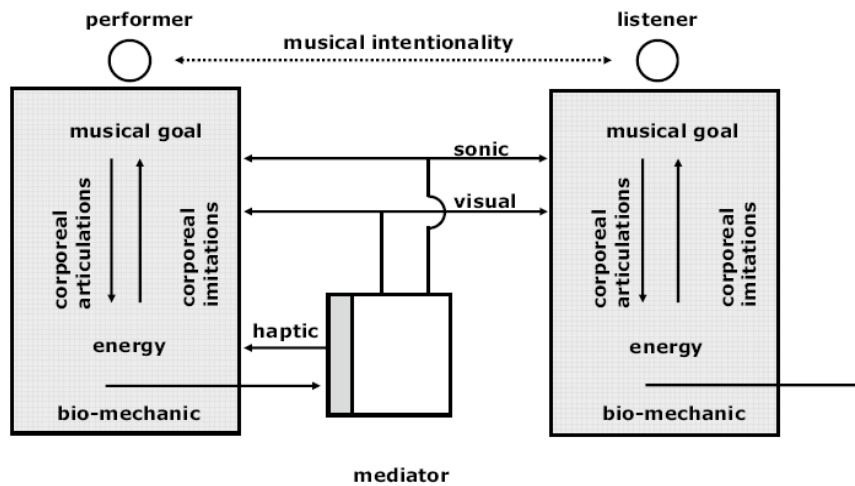 performer
listener
musical intentionality
musical goal
musical goal
sonic
visual
corporeal
articulations
corporeal
imitations
corporeal
articulations
corporeal
imitations
haptic
energy
energy
bio-mechanic
bio-mechanic
mediator